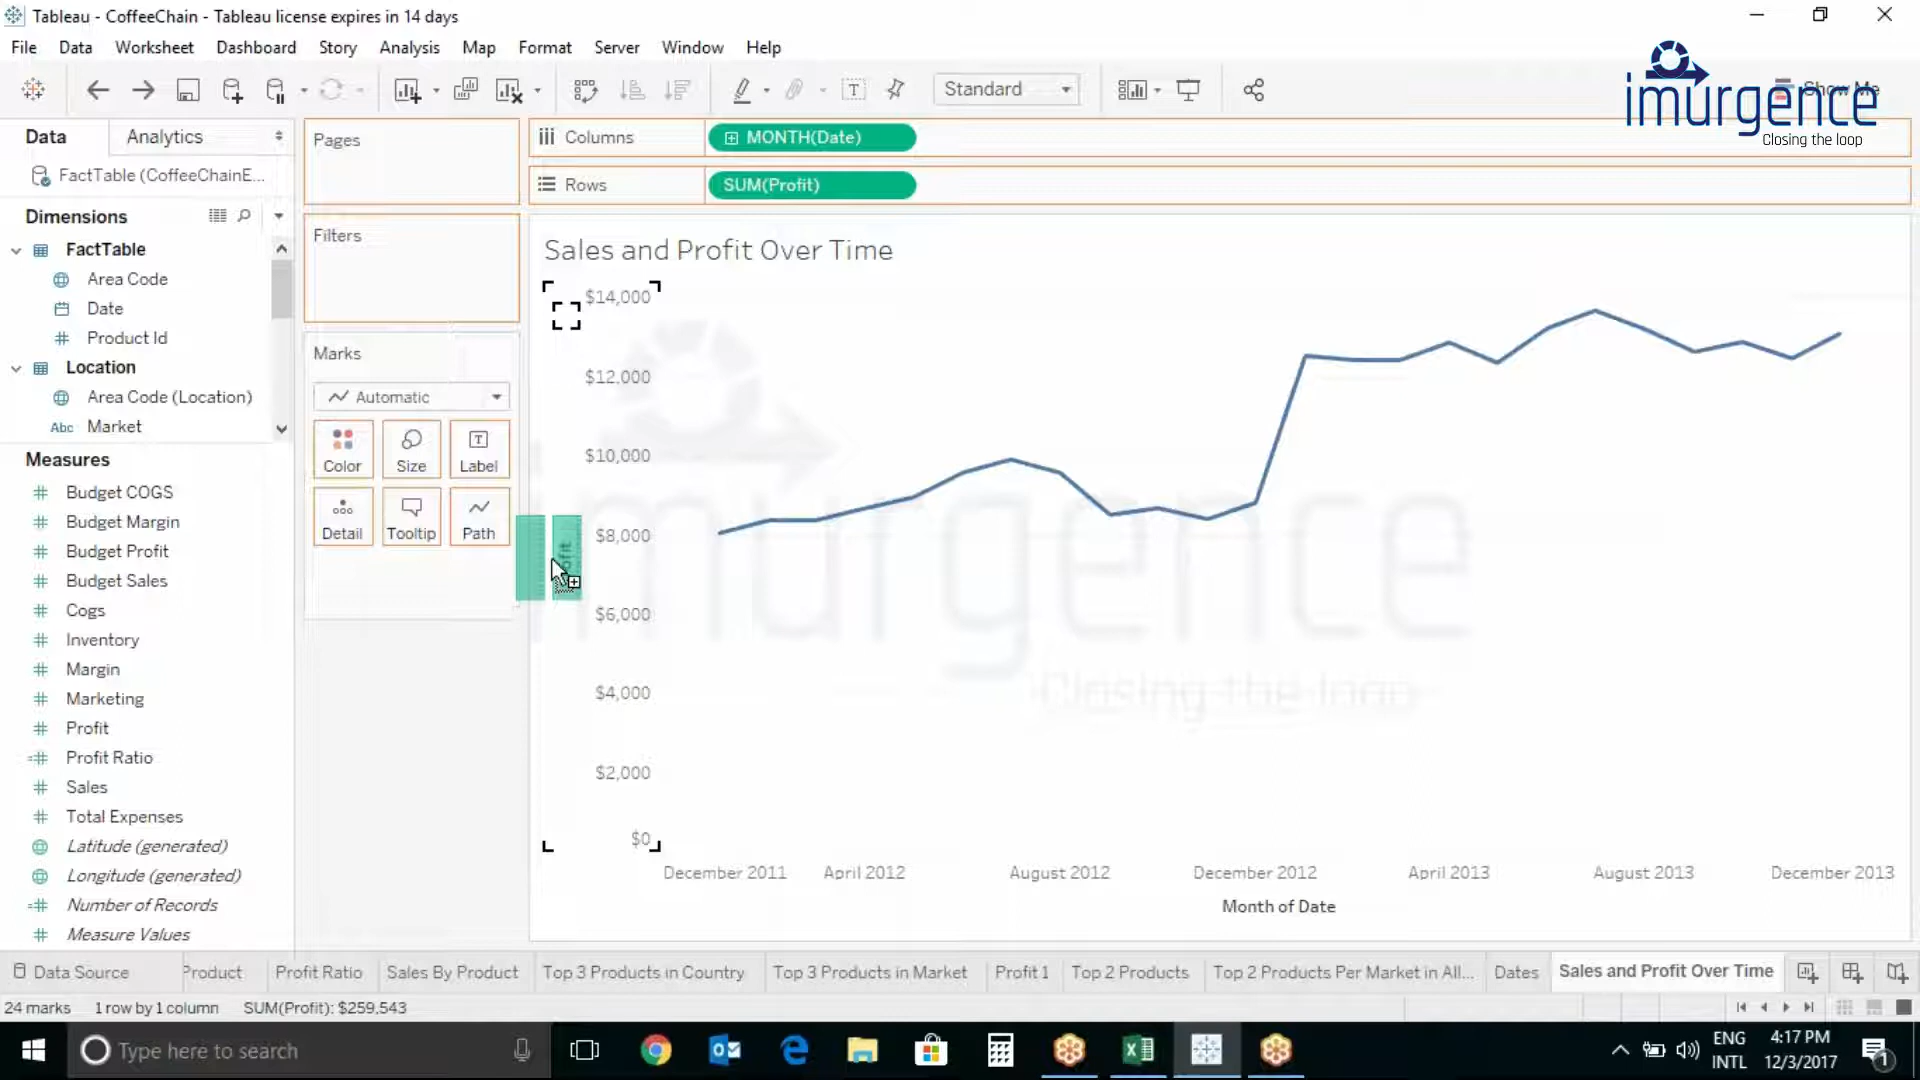 Tableau - CoffeeChain - Tableau license expires in 14 days
File Data Worksheet Dashboard Story Analysis Map Format Server Window Help
Standard
Show Me
imurgence
Closing the loop
Data
Analytics
FactTable (CoffeeChainE...
Dimensions
FactTable
Area Code
Date
Product Id
Location
Area Code (Location)
Abc Market
Measures
Budget COGS
Budget Margin
Budget Profit
Budget Sales
Cogs
Inventory
Margin
Marketing
Profit
Profit Ratio
Sales
Total Expenses
Latitude (generated)
Longitude (generated)
Number of Records
Measure Values
Pages
Filters
Marks
Automatic
Color Size Label
Detail Tooltip Path
Columns MONTH(Date)
Rows SUM(Profit)
Sales and Profit Over Time
$14,000
$12,000
$10,000
$8,000
$6,000
$4,000
$2,000
$0
imurgence
Closing the loop
December 2011 April 2012 August 2012 December 2012 April 2013 August 2013 December 2013
Month of Date
Data Source Product Profit Ratio Sales By Product Top 3 Products in Country Top 3 Products in Market Profit 1 Top 2 Products Top 2 Products Per Market in All... Dates Sales and Profit Over Time
24 marks 1 row by 1 column SUM(Profit): $259,543
Type here to search
ENG
INTL
4:17 PM
12/3/2017
1